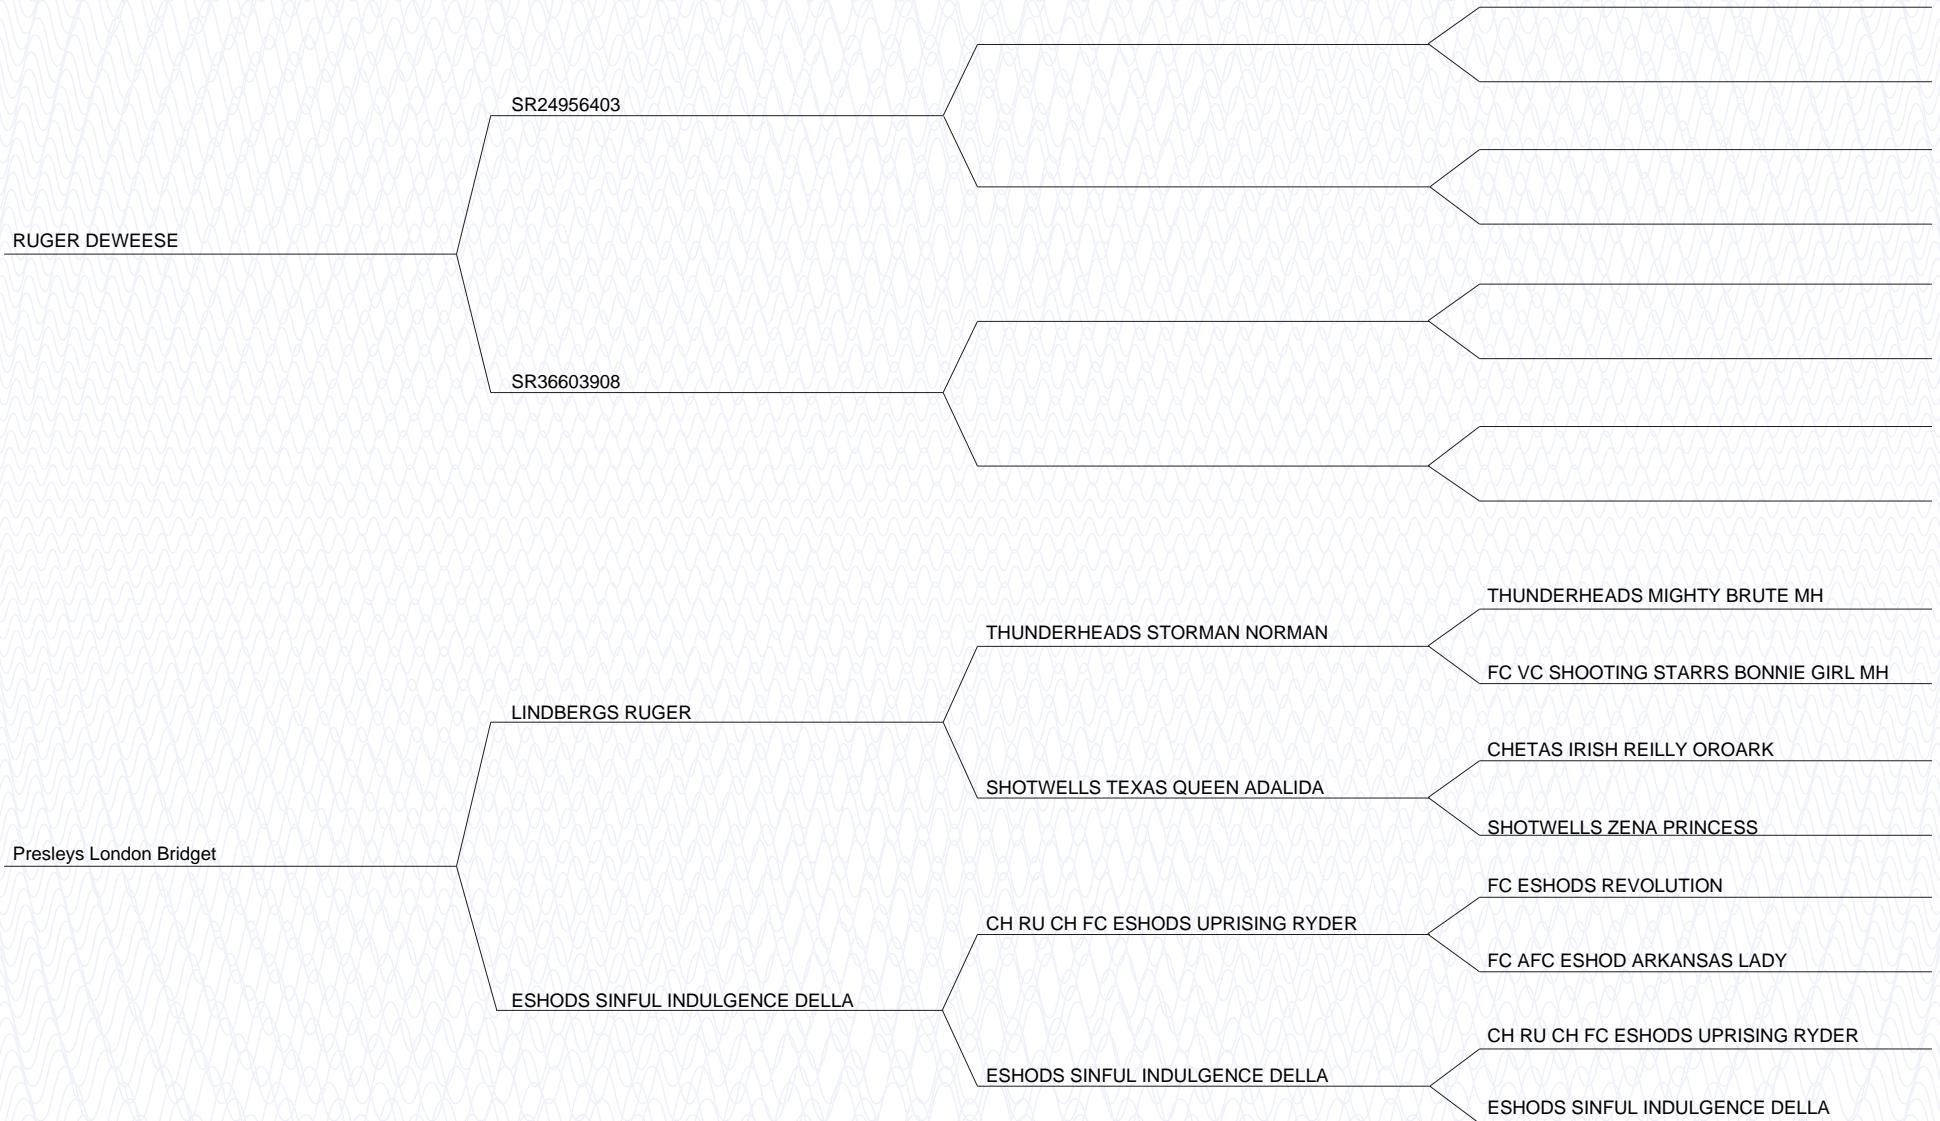 SR24956403
RUGER DEWEESE
SR36603908
THUNDERHEADS MIGHTY BRUTE MH
THUNDERHEADS STORMAN NORMAN
FC VC SHOOTING STARRS BONNIE GIRL MH
LINDBERGS RUGER
CHETAS IRISH REILLY OROARK
SHOTWELLS TEXAS QUEEN ADALIDA
SHOTWELLS ZENA PRINCESS
Presleys London Bridget
FC ESHODS REVOLUTION
CH RU CH FC ESHODS UPRISING RYDER
FC AFC ESHOD ARKANSAS LADY
ESHODS SINFUL INDULGENCE DELLA
CH RU CH FC ESHODS UPRISING RYDER
ESHODS SINFUL INDULGENCE DELLA
ESHODS SINFUL INDULGENCE DELLA